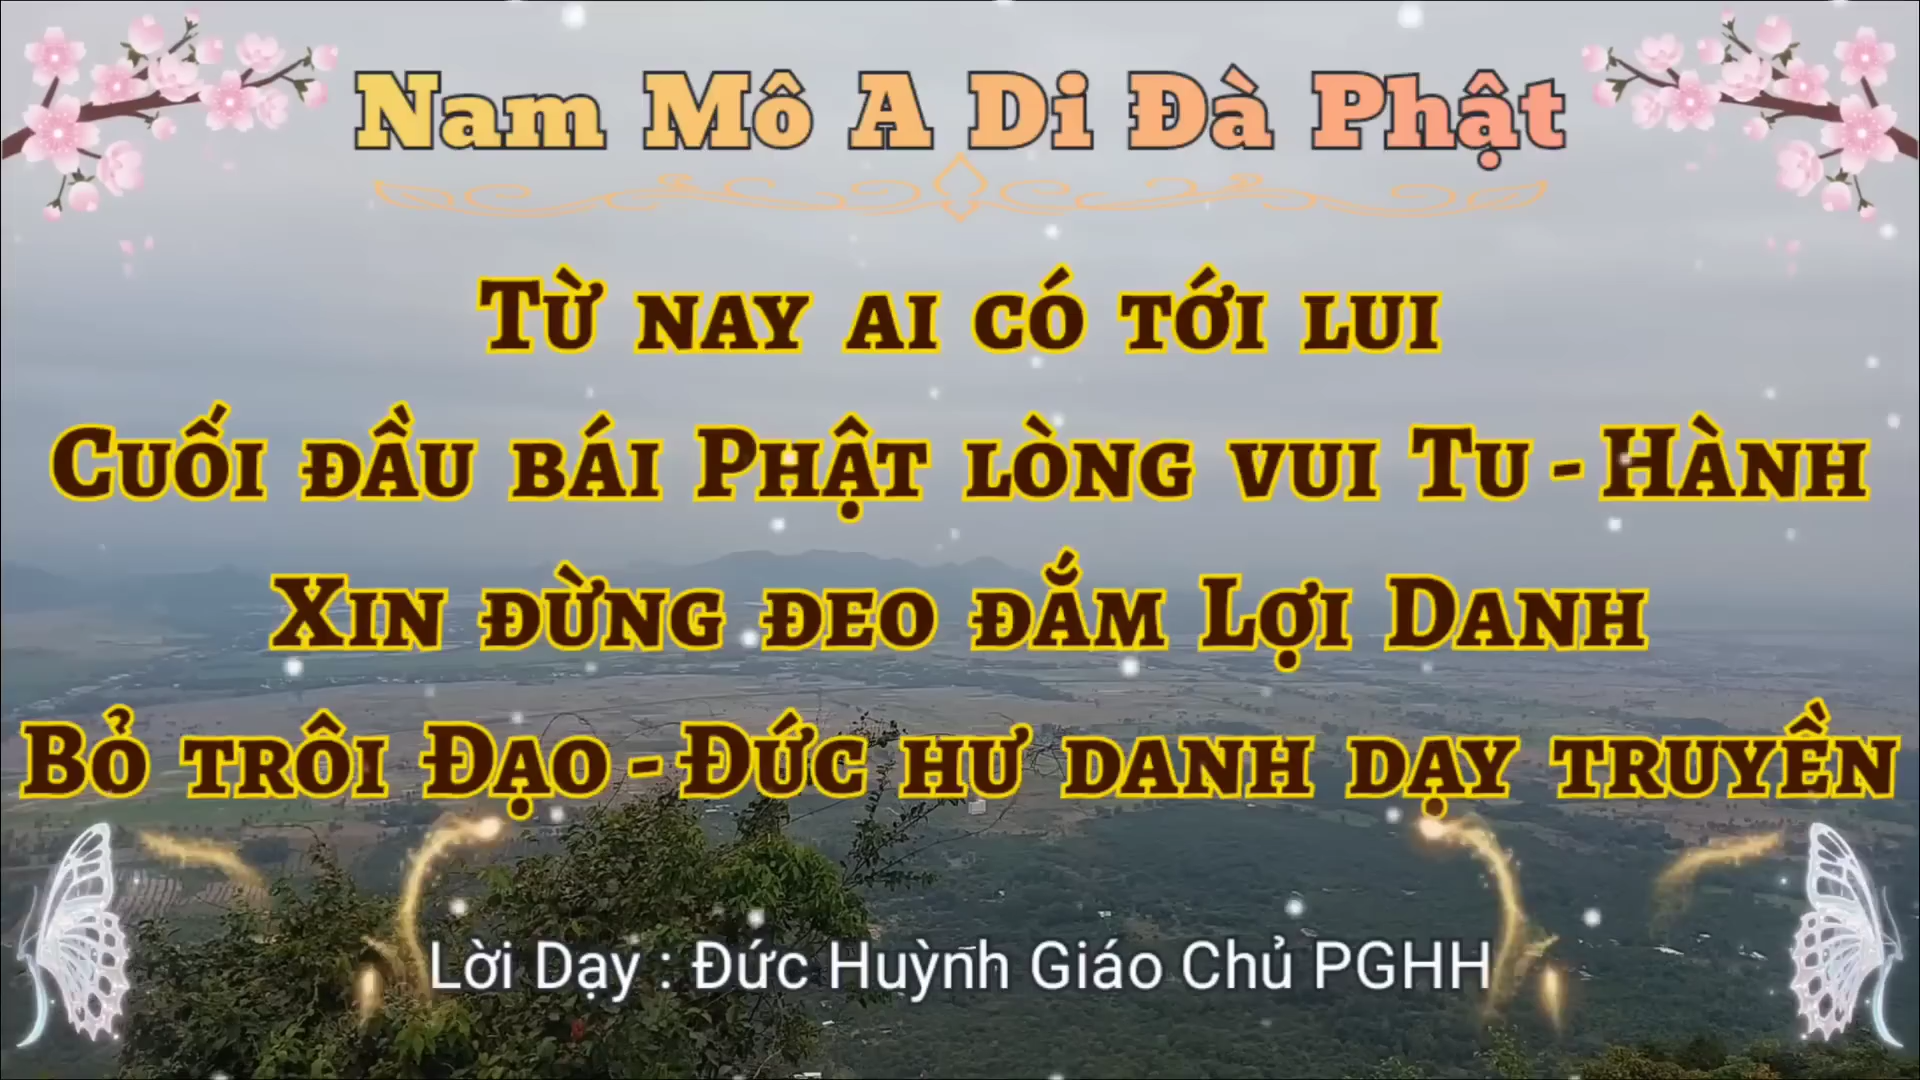 Nam Mô A Di Đà Phật
Từ nay ai có tới lui
Cuối đầu bái Phật lòng vui Tu - Hành
Xin đừng đeo đắm Lợi Danh
Bỏ trôi Đạo - Đức hư danh dạy truyền
Lời Dạy : Đức Huỳnh Giáo Chủ PGHH